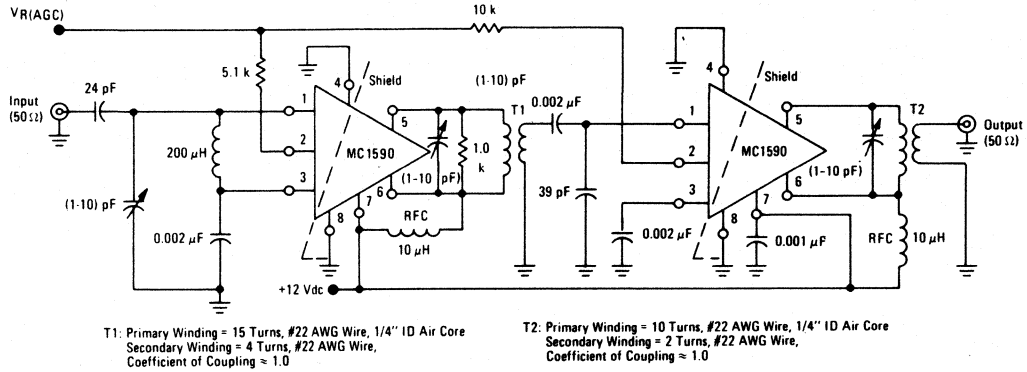 VR(AGC)
10 k
5.1 k
4
Shield
(1-10) pF
4
Shield
24 pF
Input
(50Ω)
1
5
T1
0.002 μF
1
5
T2
Output
(50 Ω)
200 μH
2
MC1590
1.0
k
2
MC1590
(1-10 pF)
3
(1-10 pF)
6
39 pF
3
6
(1-10) pF
8
7
RFC
8
7
0.002 μF
10 μH
0.002 μF
0.001 μF
RFC
10 μH
+12 Vdc
T1: Primary Winding = 15 Turns, #22 AWG Wire, 1/4" ID Air Core
Secondary Winding = 4 Turns, #22 AWG Wire,
Coefficient of Coupling ≈ 1.0
T2: Primary Winding = 10 Turns, #22 AWG Wire, 1/4" ID Air Core
Secondary Winding = 2 Turns, #22 AWG Wire,
Coefficient of Coupling ≈ 1.0